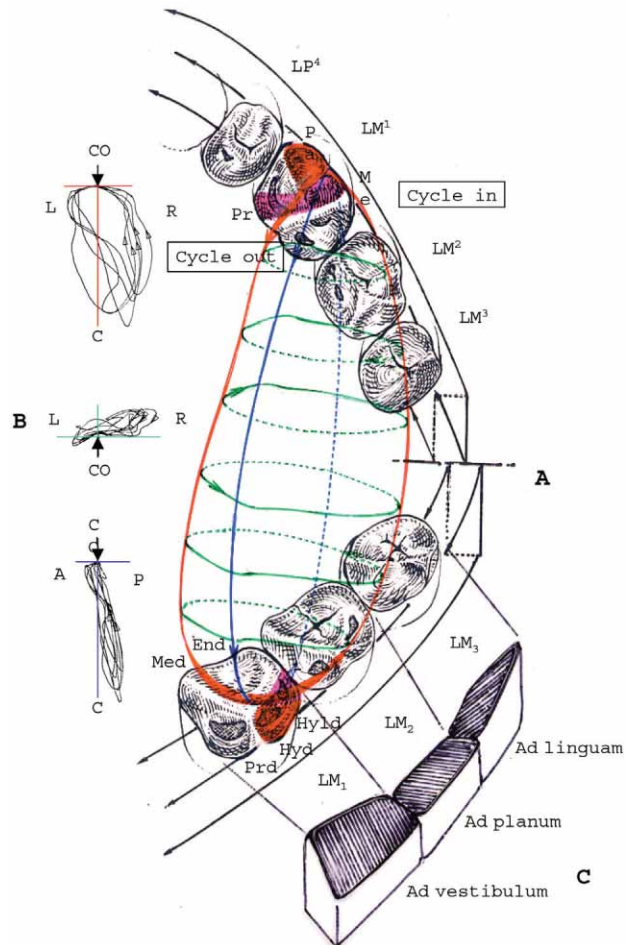 LP⁴
LM¹
P
a
M
e
Pr
Cycle in
Cycle out
LM²
LM³
CO
L
R
C
B
L
R
CO
A
C
A
P
C
End
Med
Hyld
Hyd
Prd
LM₃
LM₂
LM₁
Ad linguam
Ad planum
Ad vestibulum
C